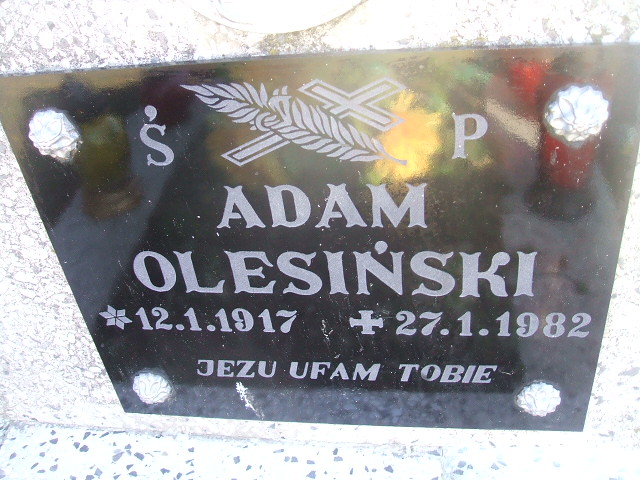 Ś P
ADAM
OLESIŃSKI
12.1.1917 27.1.1982
JEZU UFAM TOBIE